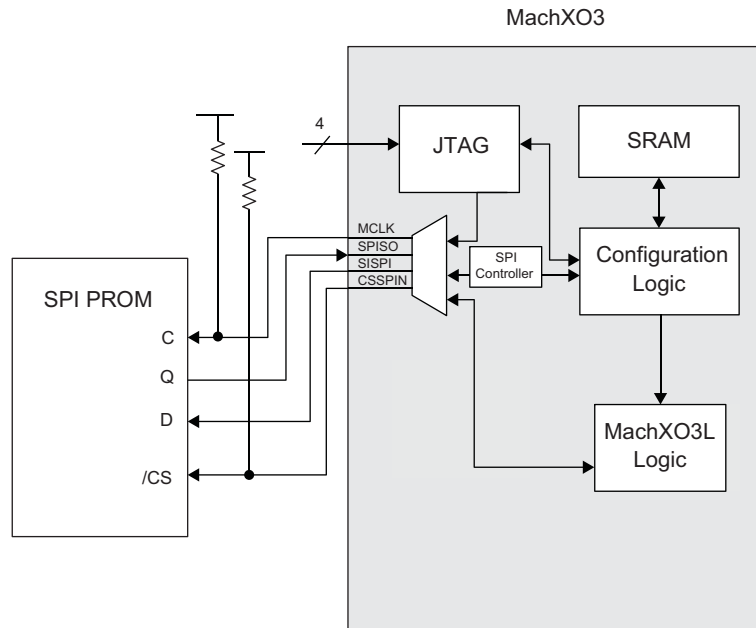 MachXO3
4
JTAG
SRAM
MCLK
SPISO
SISPI
CSSPIN
SPI
Controller
Configuration
Logic
SPI PROM
C
Q
D
/CS
MachXO3L
Logic